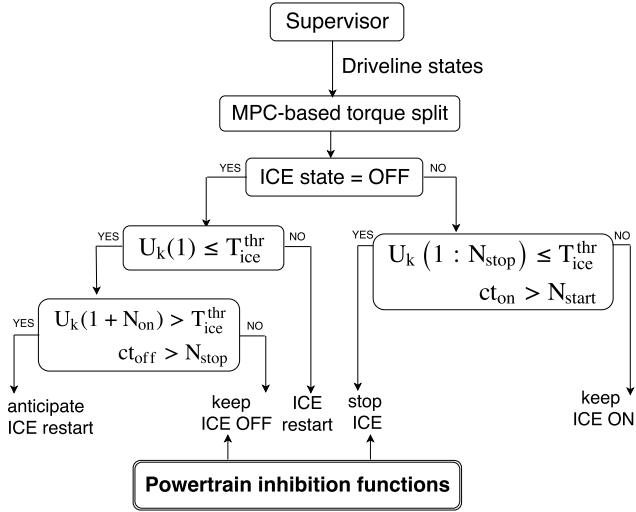 Supervisor
Driveline states
MPC-based torque split
YES
ICE state = OFF
NO
YES
U_k(1) ≤ T_ice^thr
NO
YES
U_k (1 : N_stop) ≤ T_ice^thr
NO
ct_on > N_start
YES
U_k(1 + N_on) > T_ice^thr
NO
ct_off > N_stop
anticipate
ICE restart
keep
ICE OFF
ICE
restart
stop
ICE
keep
ICE ON
Powertrain inhibition functions